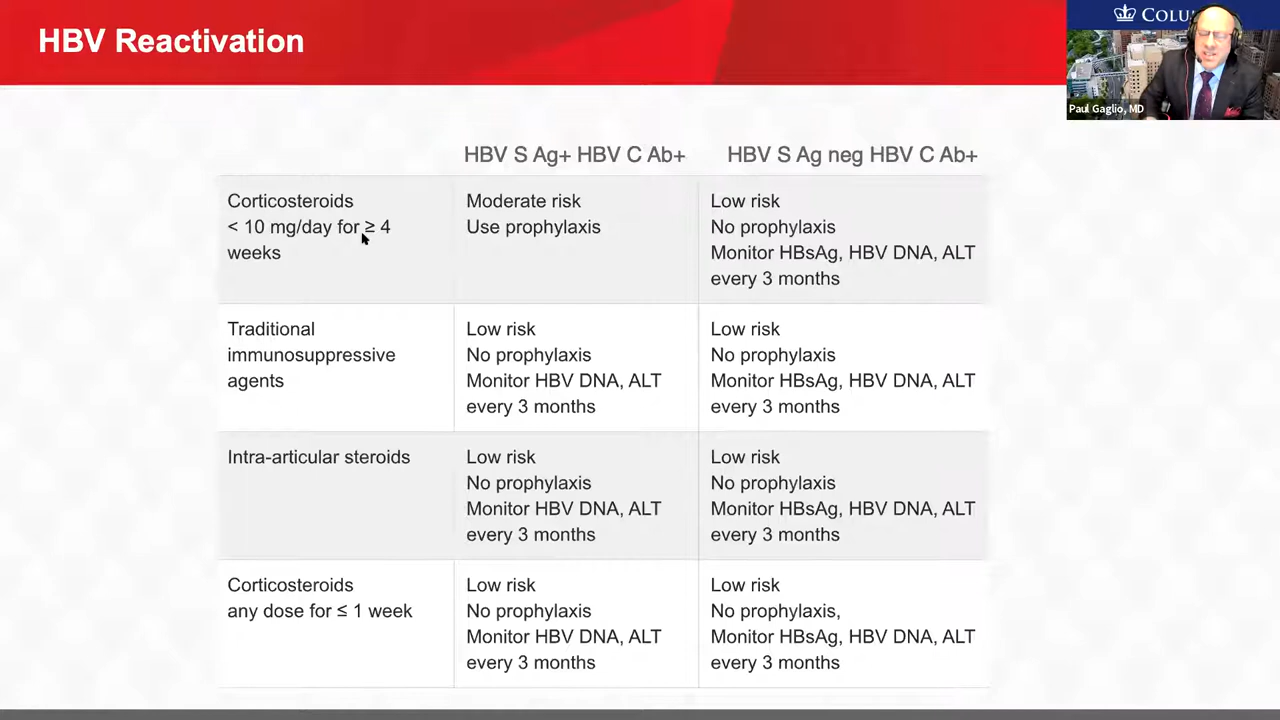 HBV Reactivation
COLU
Paul Gaglio, MD
HBV S Ag+ HBV C Ab+
HBV S Ag neg HBV C Ab+
Corticosteroids
< 10 mg/day for ≥ 4
weeks
Moderate risk
Use prophylaxis
Low risk
No prophylaxis
Monitor HBsAg, HBV DNA, ALT
every 3 months
Traditional
immunosuppressive
agents
Low risk
No prophylaxis
Monitor HBV DNA, ALT
every 3 months
Low risk
No prophylaxis
Monitor HBsAg, HBV DNA, ALT
every 3 months
Intra-articular steroids
Low risk
No prophylaxis
Monitor HBV DNA, ALT
every 3 months
Low risk
No prophylaxis
Monitor HBsAg, HBV DNA, ALT
every 3 months
Corticosteroids
any dose for ≤ 1 week
Low risk
No prophylaxis
Monitor HBV DNA, ALT
every 3 months
Low risk
No prophylaxis,
Monitor HBsAg, HBV DNA, ALT
every 3 months